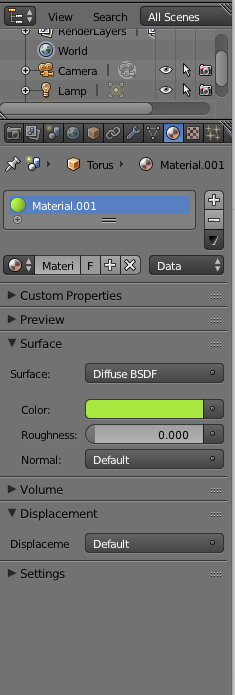 View Search All Scenes
RenderLayers
World
Camera
Lamp
Torus Material.001
Material.001
Materi F Data
Custom Properties
Preview
Surface
Surface: Diffuse BSDF
Color:
Roughness: 0.000
Normal: Default
Volume
Displacement
Displaceme Default
Settings